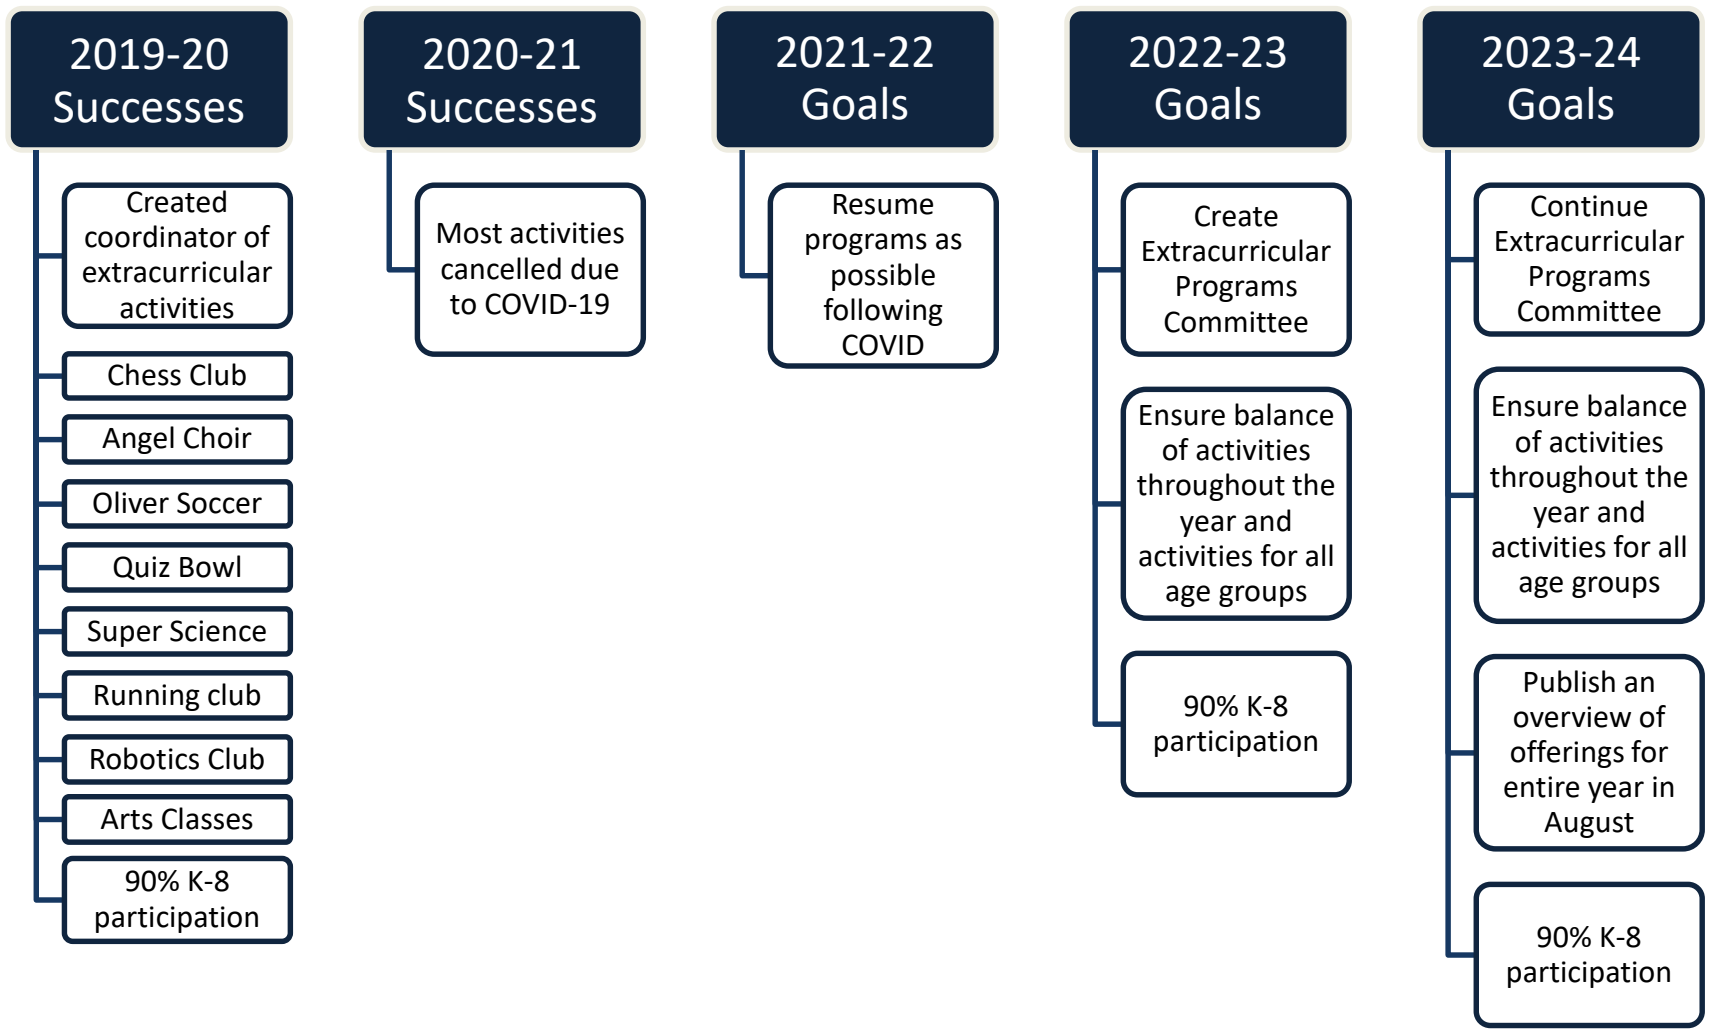 2019-20
Successes
Created
coordinator of
extracurricular
activities
Chess Club
Angel Choir
Oliver Soccer
Quiz Bowl
Super Science
Running club
Robotics Club
Arts Classes
90% K-8
participation
2020-21
Successes
Most activities
cancelled due
to COVID-19
2021-22
Goals
Resume
programs as
possible
following
COVID
2022-23
Goals
Create
Extracurricular
Programs
Committee
Ensure balance
of activities
throughout the
year and
activities for all
age groups
90% K-8
participation
2023-24
Goals
Continue
Extracurricular
Programs
Committee
Ensure balance
of activities
throughout the
year and
activities for all
age groups
Publish an
overview of
offerings for
entire year in
August
90% K-8
participation